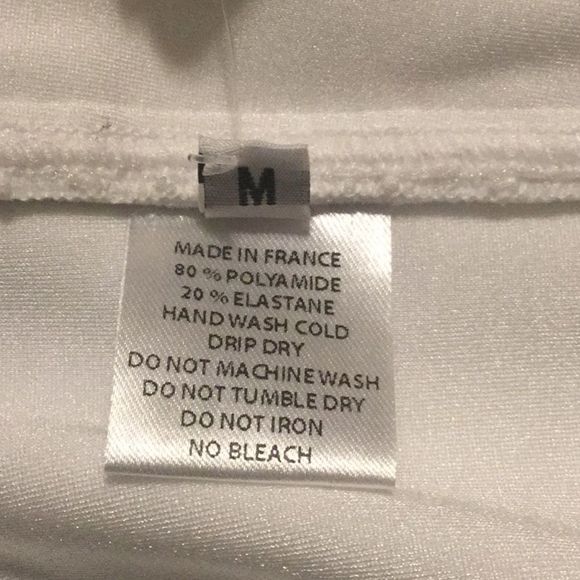 M
MADE IN FRANCE
80 % POLYAMIDE
20 % ELASTANE
HAND WASH COLD
DRIP DRY
DO NOT MACHINE WASH
DO NOT TUMBLE DRY
DO NOT IRON
NO BLEACH